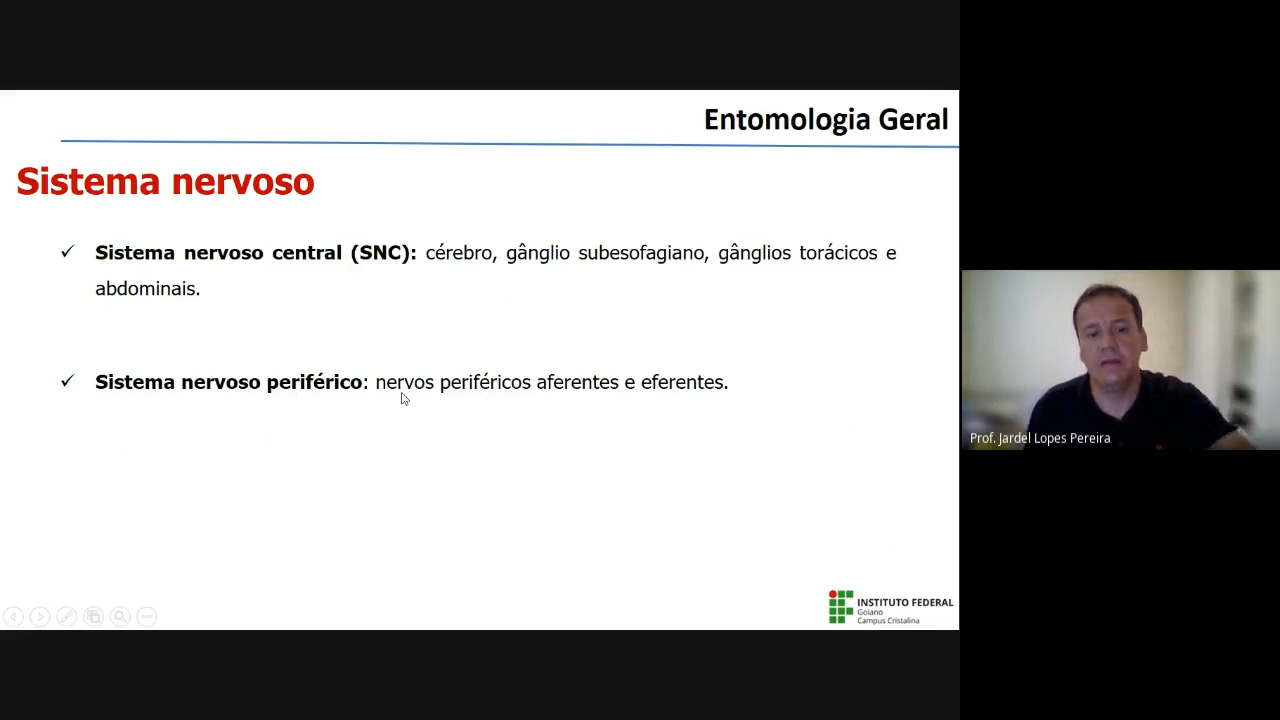 Entomologia Geral
Sistema nervoso
✓ Sistema nervoso central (SNC): cérebro, gânglio subesofagiano, gânglios torácicos e
abdominais.
✓ Sistema nervoso periférico: nervos periféricos aferentes e eferentes.
Prof. Jardel Lopes Pereira
INSTITUTO FEDERAL
Goiano
Campus Cristalina